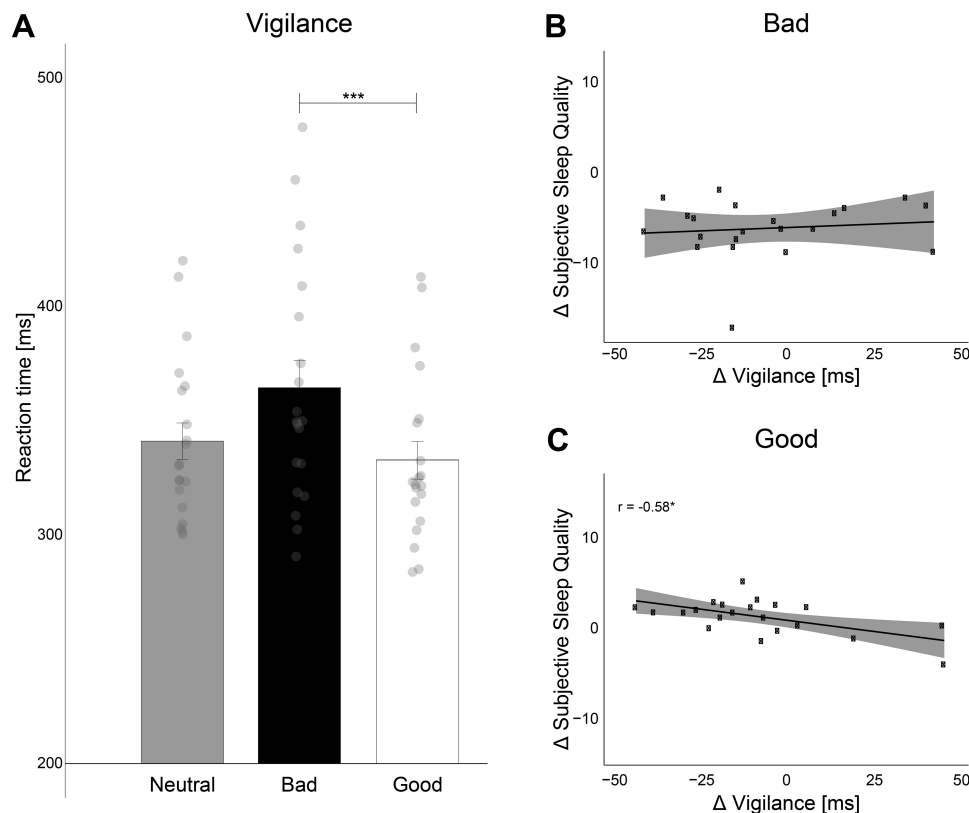 A
Vigilance
500
400
300
200
Reaction time [ms]
***
Neutral
Bad
Good
B
Bad
10
0
−10
Δ Subjective Sleep Quality
−50
−25
0
25
50
Δ Vigilance [ms]
C
Good
r = -0.58*
10
0
−10
Δ Subjective Sleep Quality
−50
−25
0
25
50
Δ Vigilance [ms]